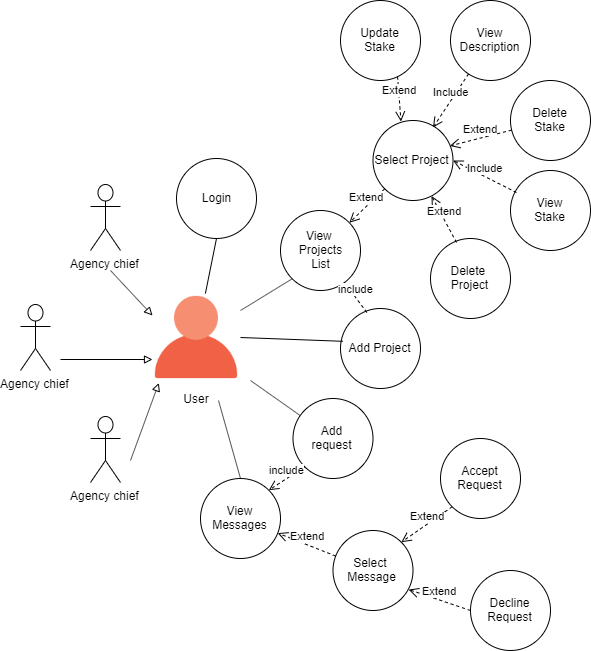 Update
Stake
View
Description
Extend
Include
Delete
Stake
Extend
Select Project
Include
View
Stake
Login
Extend
Extend
View
Projects
List
Agency chief
Delete
Project
include
Add Project
Agency chief
User
Add
request
Agency chief
include
Accept
Request
View
Messages
Extend
Extend
Select
Message
Extend
Decline
Request